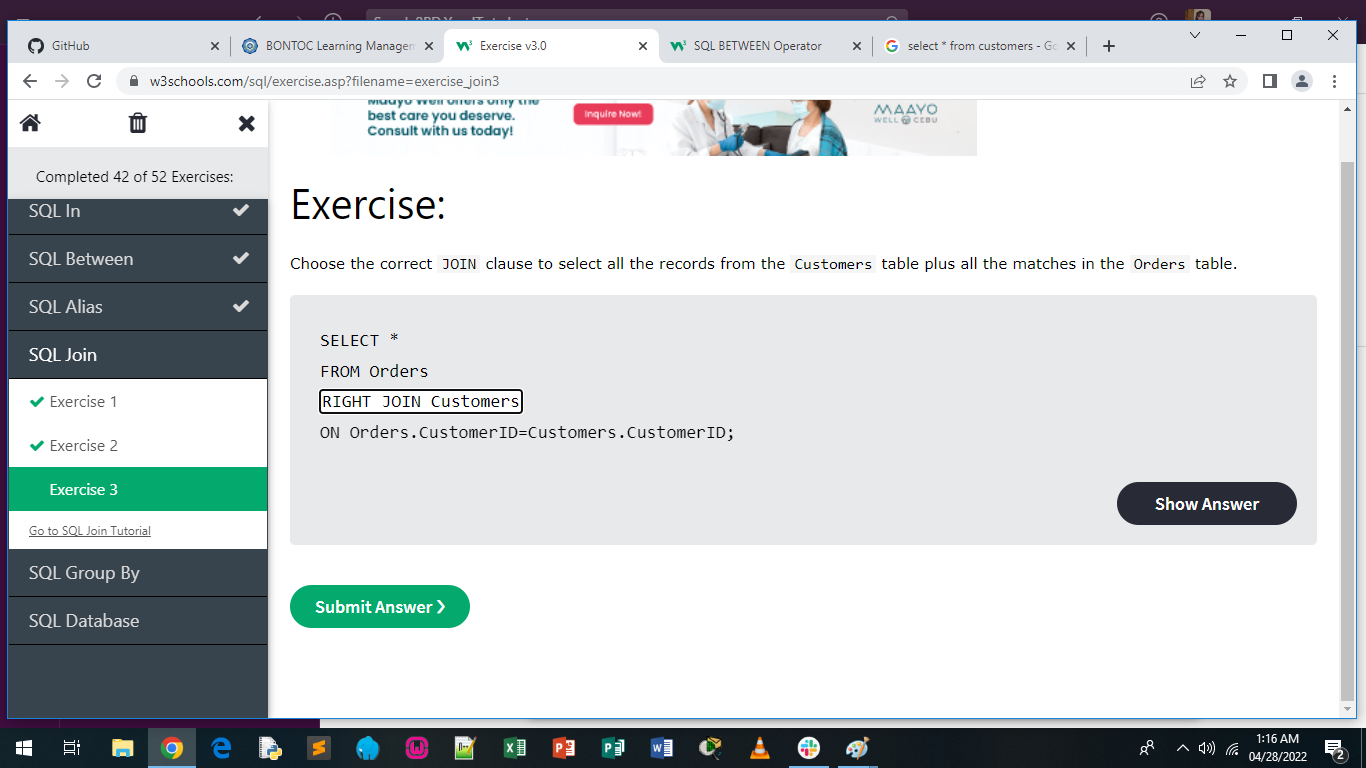 GitHub
BONTOC Learning Managem
Exercise v3.0
SQL BETWEEN Operator
select * from customers - Go
w3schools.com/sql/exercise.asp?filename=exercise_join3
Completed 42 of 52 Exercises:
SQL In
SQL Between
SQL Alias
SQL Join
Exercise 1
Exercise 2
Exercise 3
Go to SQL Join Tutorial
SQL Group By
SQL Database
Maayo Well offers only the
best care you deserve.
Consult with us today!
Inquire Now!
MAAYO
WELL CEBU
Exercise:
Choose the correct JOIN clause to select all the records from the Customers table plus all the matches in the Orders table.
SELECT *
FROM Orders
RIGHT JOIN Customers
ON Orders.CustomerID=Customers.CustomerID;
Show Answer
Submit Answer ❯
1:16 AM
04/28/2022
2